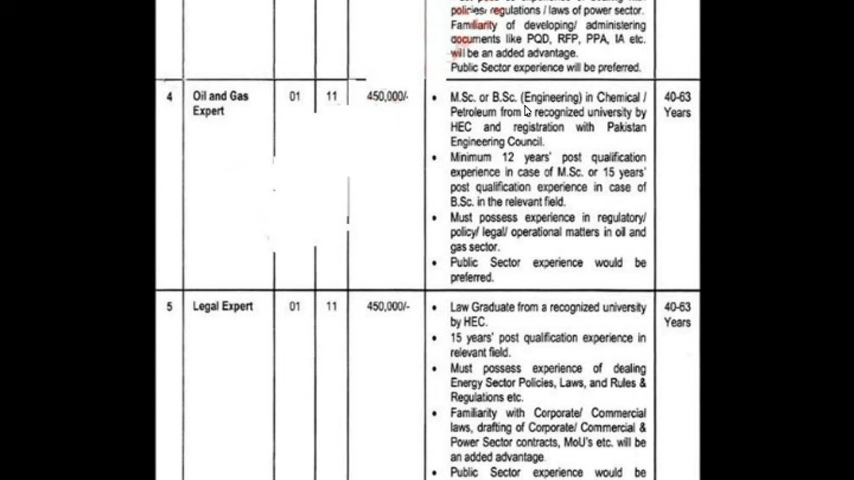 policies/ regulations / laws of power sector.
Familiarity of developing/ administering
documents like PQD, RFP, PPA, IA etc.
will be an added advantage.
Public Sector experience will be preferred.
4 Oil and Gas Expert 01 11 450,000/-
• M.Sc. or B.Sc. (Engineering) in Chemical /
Petroleum from a recognized university by
HEC and registration with Pakistan
Engineering Council.
• Minimum 12 years' post qualification
experience in case of M.Sc. or 15 years'
post qualification experience in case of
B.Sc. in the relevant field.
• Must possess experience in regulatory/
policy/ legal/ operational matters in oil and
gas sector.
• Public Sector experience would be
preferred.
40-63
Years
5 Legal Expert 01 11 450,000/-
• Law Graduate from a recognized university
by HEC.
• 15 years' post qualification experience in
relevant field.
• Must possess experience of dealing
Energy Sector Policies, Laws, and Rules &
Regulations etc.
• Familiarity with Corporate/ Commercial
laws, drafting of Corporate/ Commercial &
Power Sector contracts, MoU's etc. will be
an added advantage
• Public Sector experience would be
40-63
Years